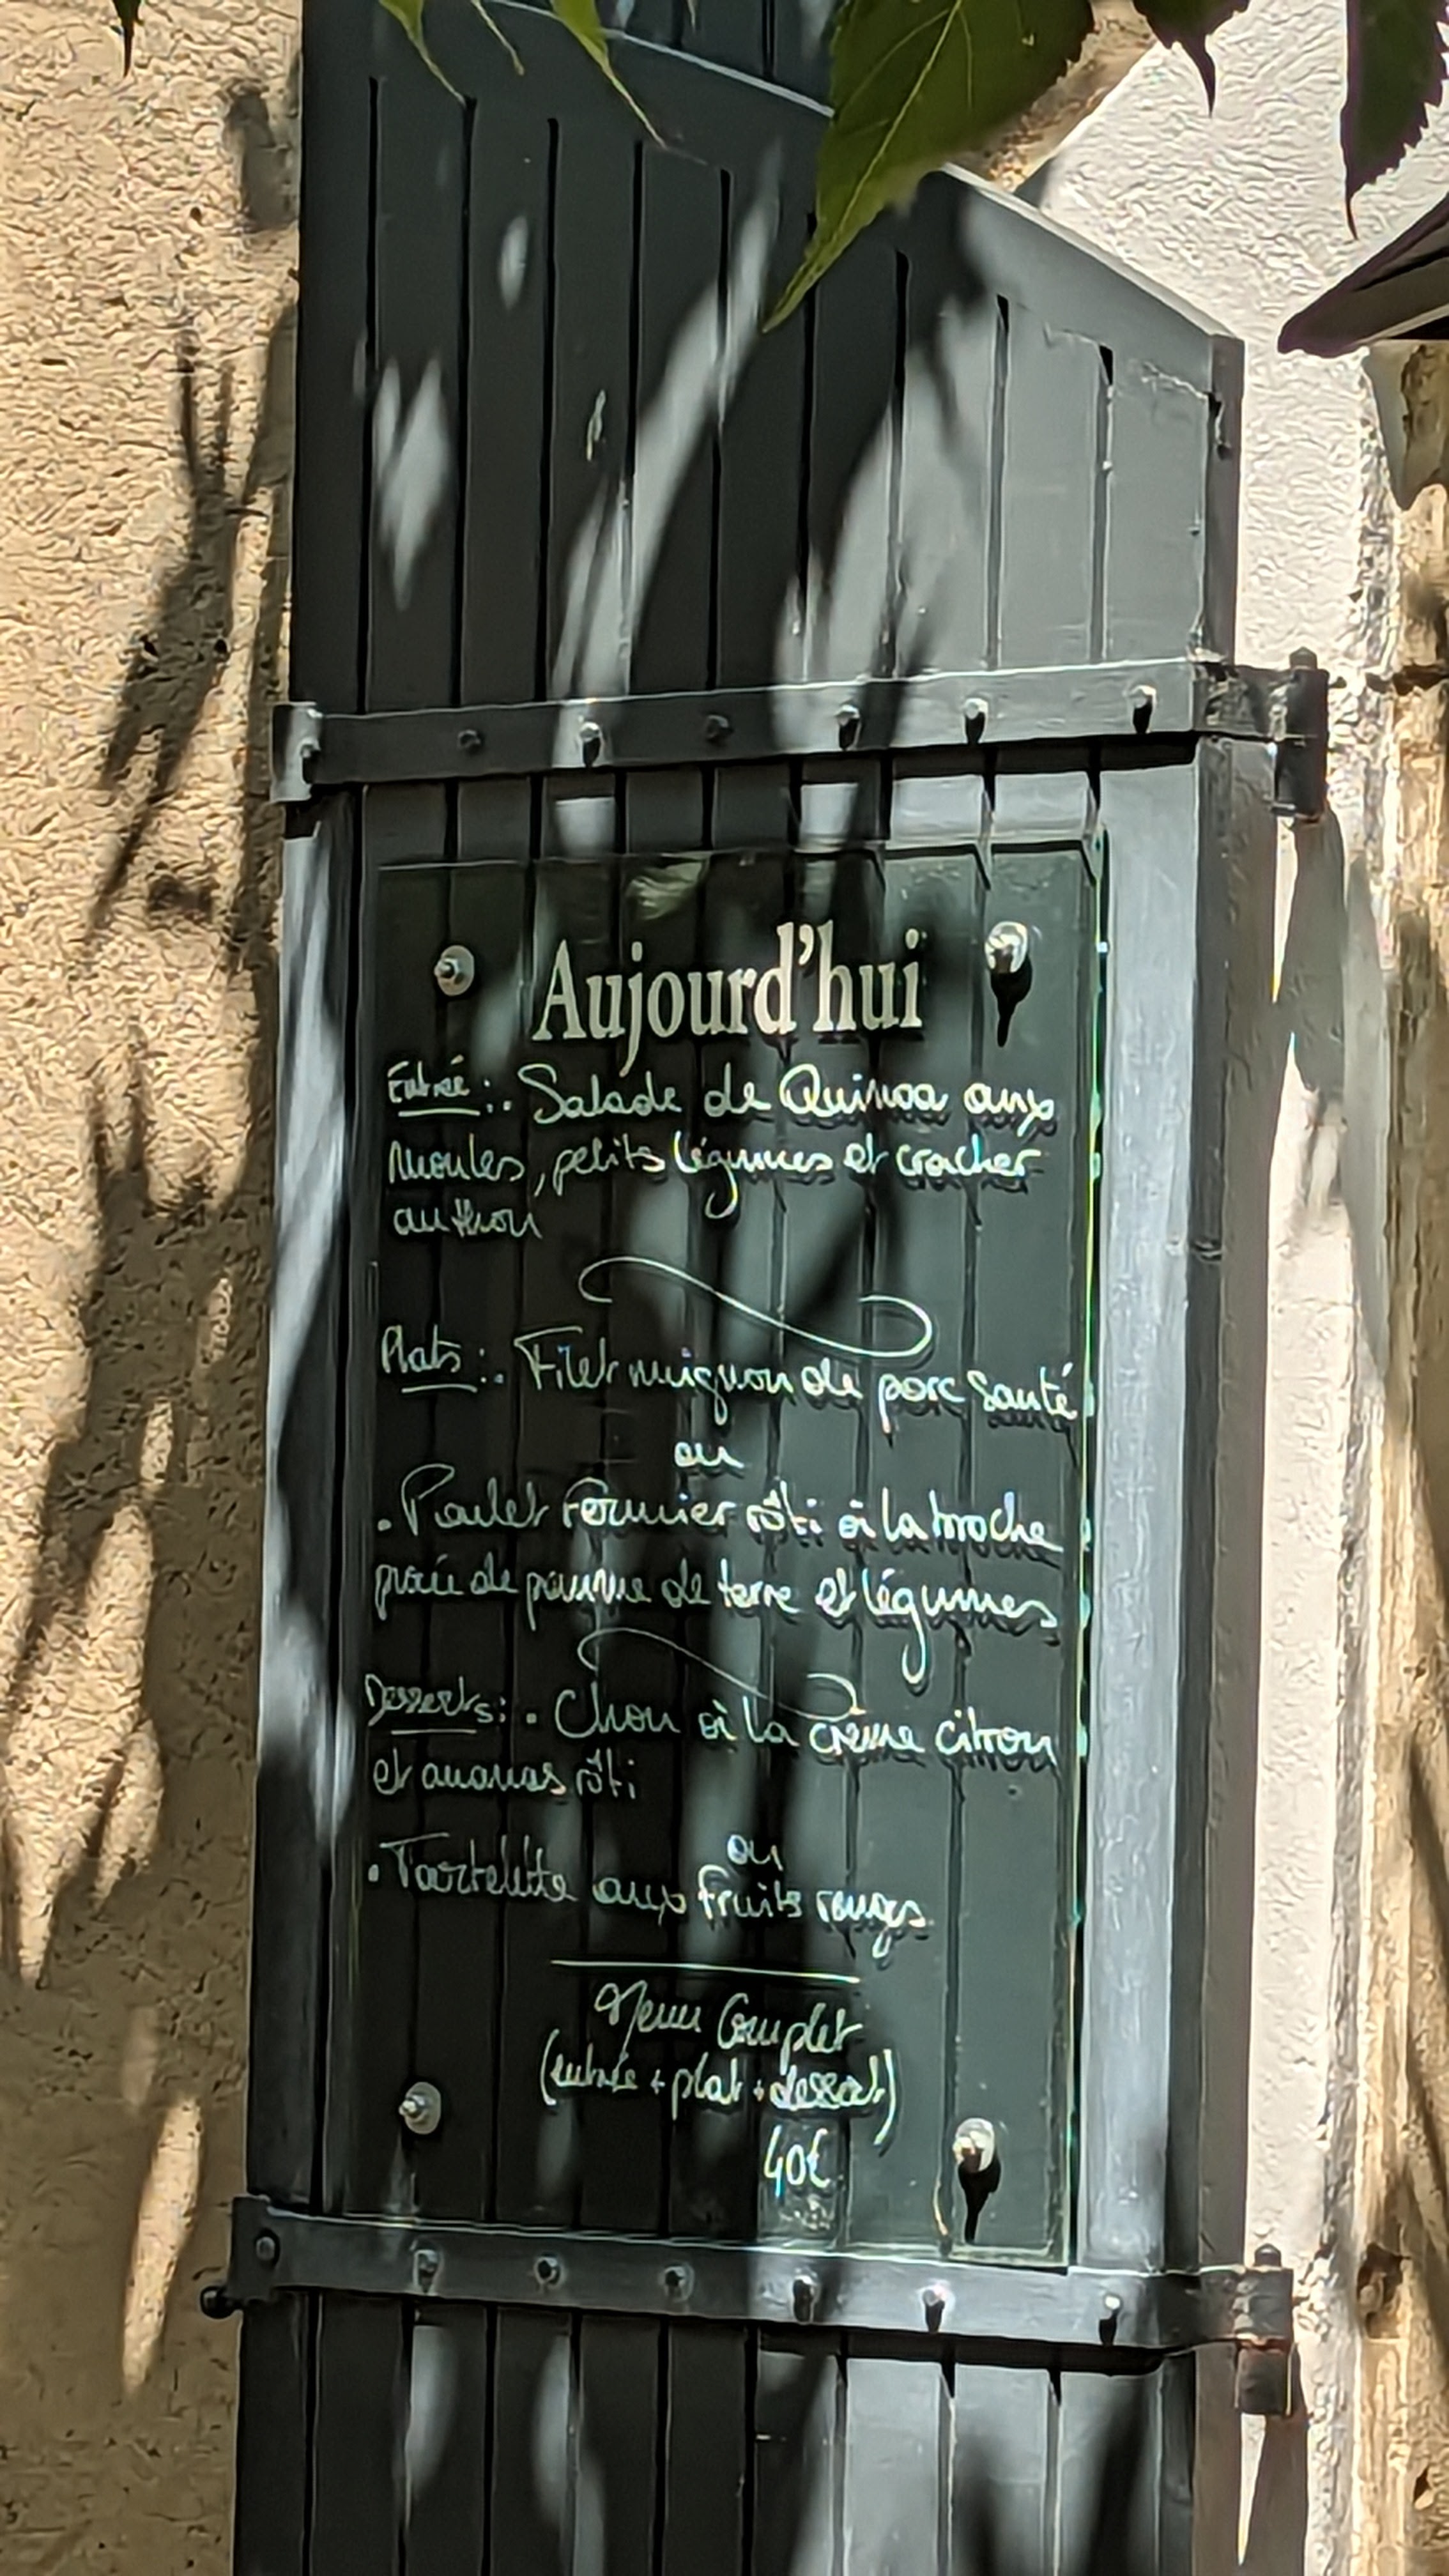 Aujourd'hui
Entrée : . Salade de Quinoa aux
moules, petits légumes et cracker
au thon
Plats : . Filet mignon de porc sauté
ou
. Poulet Fermier rôti à la broche
purée de pomme de terre et légumes
Desserts : . Chou à la crème citron
et ananas rôti
ou
. Tartelette aux fruits rouges
Menu Complet
(entrée + plat + dessert)
40€